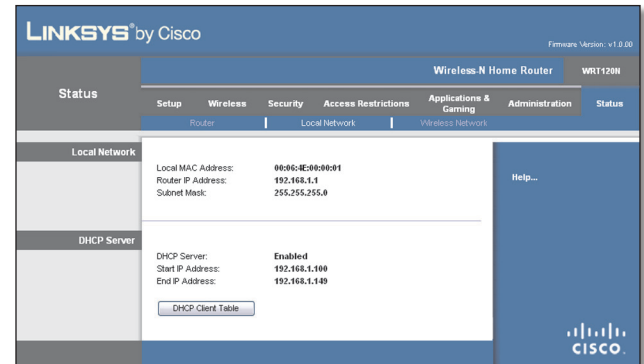 LINKSYS® by Cisco
Firmware Version: v1.0.00
Wireless-N Home Router WRT120N
Status
Setup Wireless Security Access Restrictions Applications & Gaming Administration Status
Router Local Network Wireless Network
Local Network
Local MAC Address: 00:06:4E:00:00:01
Router IP Address: 192.168.1.1
Subnet Mask: 255.255.255.0
Help...
DHCP Server
DHCP Server: Enabled
Start IP Address: 192.168.1.100
End IP Address: 192.168.1.149
DHCP Client Table
CISCO.